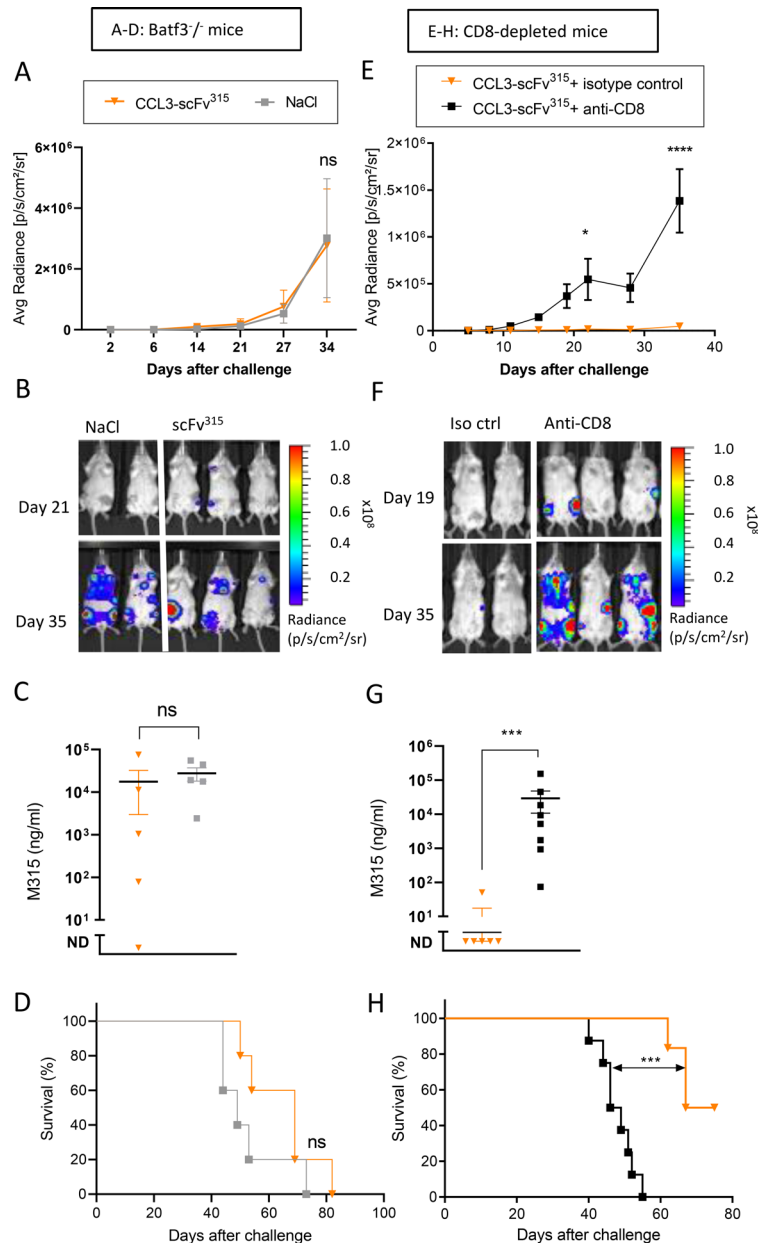 A-D: Batf3⁻/⁻ mice
E-H: CD8-depleted mice
A
CCL3-scFv³¹⁵
NaCl
Avg Radiance [p/s/cm²/sr]
6×10⁶
4×10⁶
2×10⁶
0
ns
2 6 14 21 27 34
Days after challenge
E
CCL3-scFv³¹⁵+ isotype control
CCL3-scFv³¹⁵+ anti-CD8
Avg Radiance [p/s/cm²/sr]
2×10⁶
1.5×10⁶
1×10⁶
5×10⁵
0
*
****
0 10 20 30 40
Days after challenge
B
NaCl
scFv³¹⁵
Day 21
Day 35
1.0
0.8
0.6
0.4
0.2
x10⁸
Radiance
(p/s/cm²/sr)
F
Iso ctrl
Anti-CD8
Day 19
Day 35
1.0
0.8
0.6
0.4
0.2
x10⁸
Radiance
(p/s/cm²/sr)
C
ns
M315 (ng/ml)
10⁵
10⁴
10³
10²
10¹
ND
G
***
M315 (ng/ml)
10⁶
10⁵
10⁴
10³
10²
10¹
ND
D
Survival (%)
100
80
60
40
20
0
ns
0 20 40 60 80 100
Days after challenge
H
Survival (%)
100
80
60
40
20
0
***
0 20 40 60 80
Days after challenge